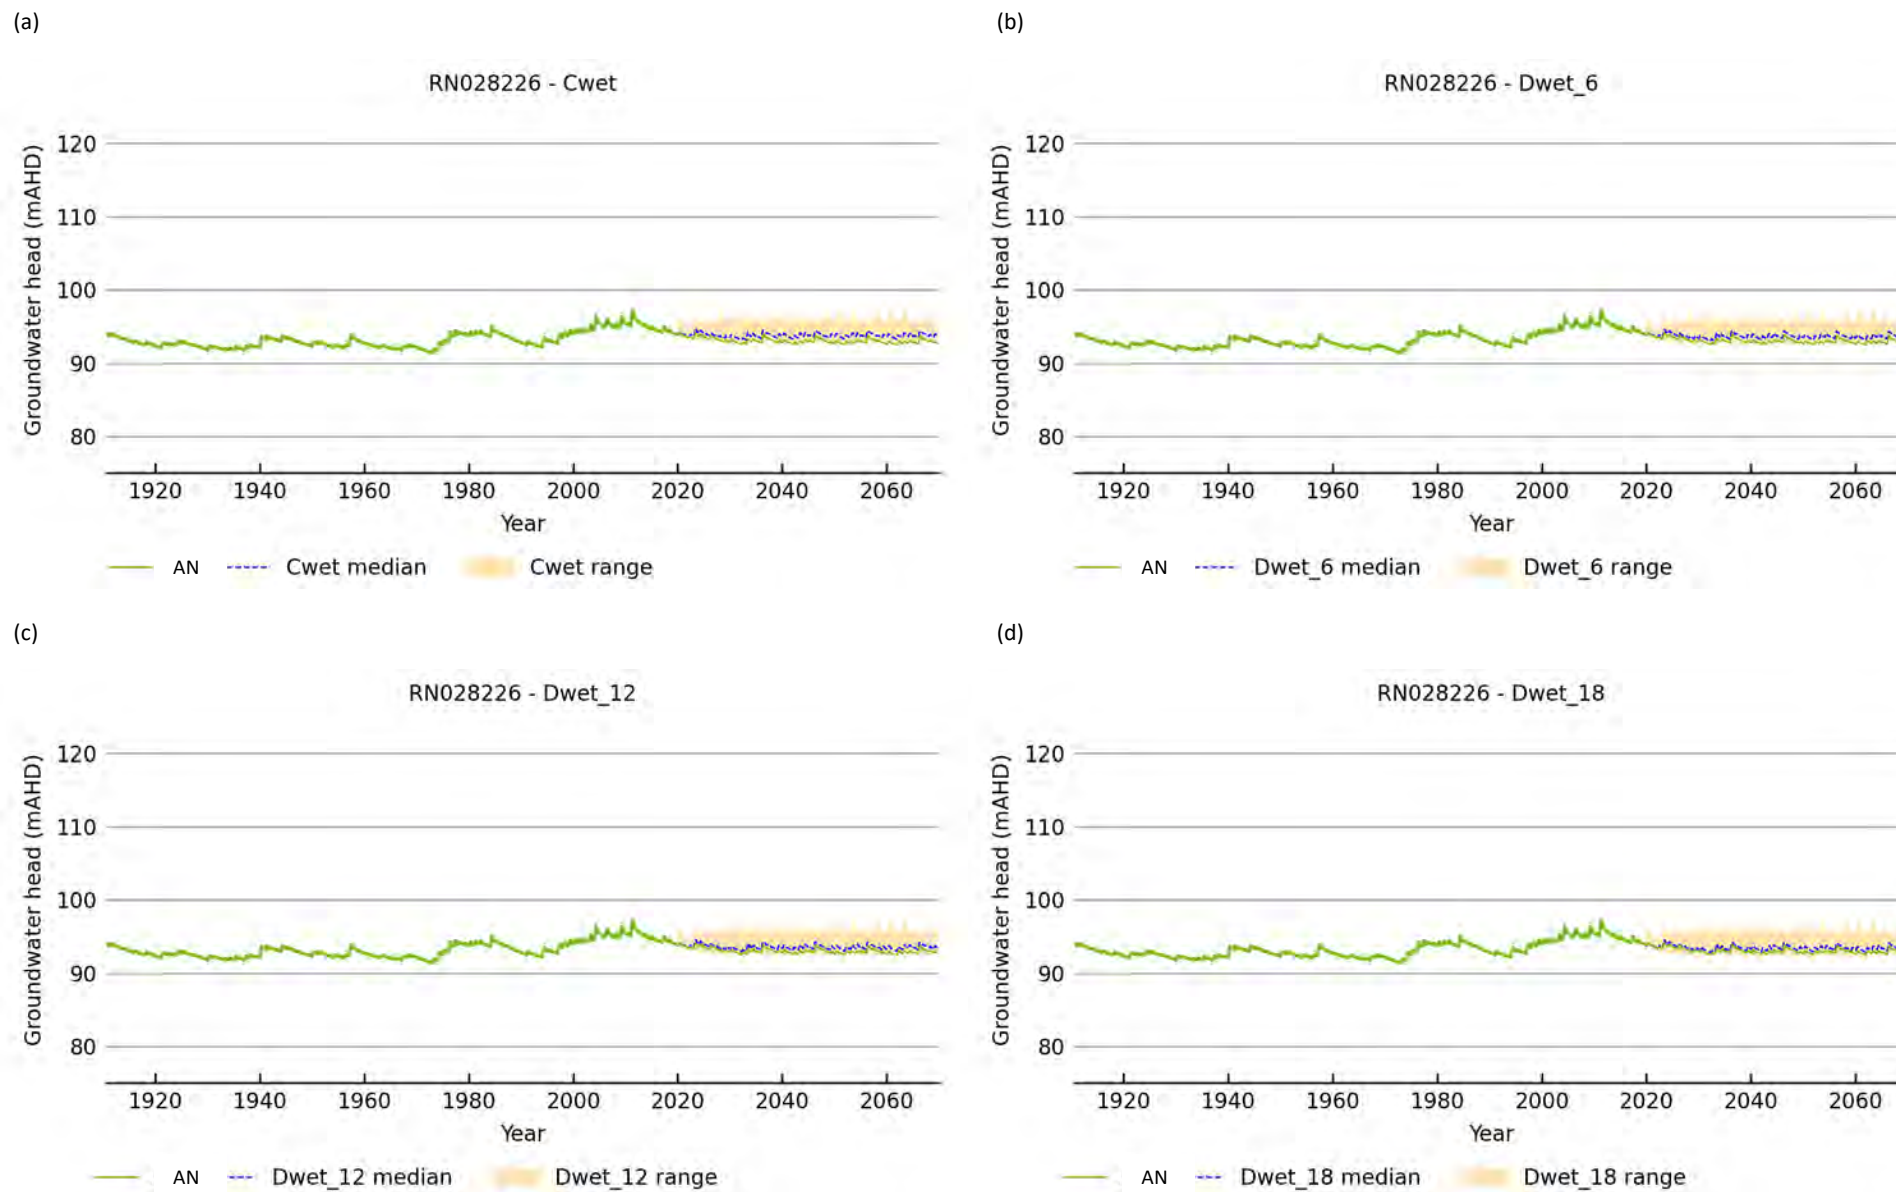 (a)
RN028226 - Cwet
Groundwater head (mAHD)
120
110
100
90
80
1920 1940 1960 1980 2000 2020 2040 2060
Year
AN Cwet median Cwet range
(b)
RN028226 - Dwet_6
Groundwater head (mAHD)
120
110
100
90
80
1920 1940 1960 1980 2000 2020 2040 2060
Year
AN Dwet_6 median Dwet_6 range
(c)
RN028226 - Dwet_12
Groundwater head (mAHD)
120
110
100
90
80
1920 1940 1960 1980 2000 2020 2040 2060
Year
AN Dwet_12 median Dwet_12 range
(d)
RN028226 - Dwet_18
Groundwater head (mAHD)
120
110
100
90
80
1920 1940 1960 1980 2000 2020 2040 2060
Year
AN Dwet_18 median Dwet_18 range